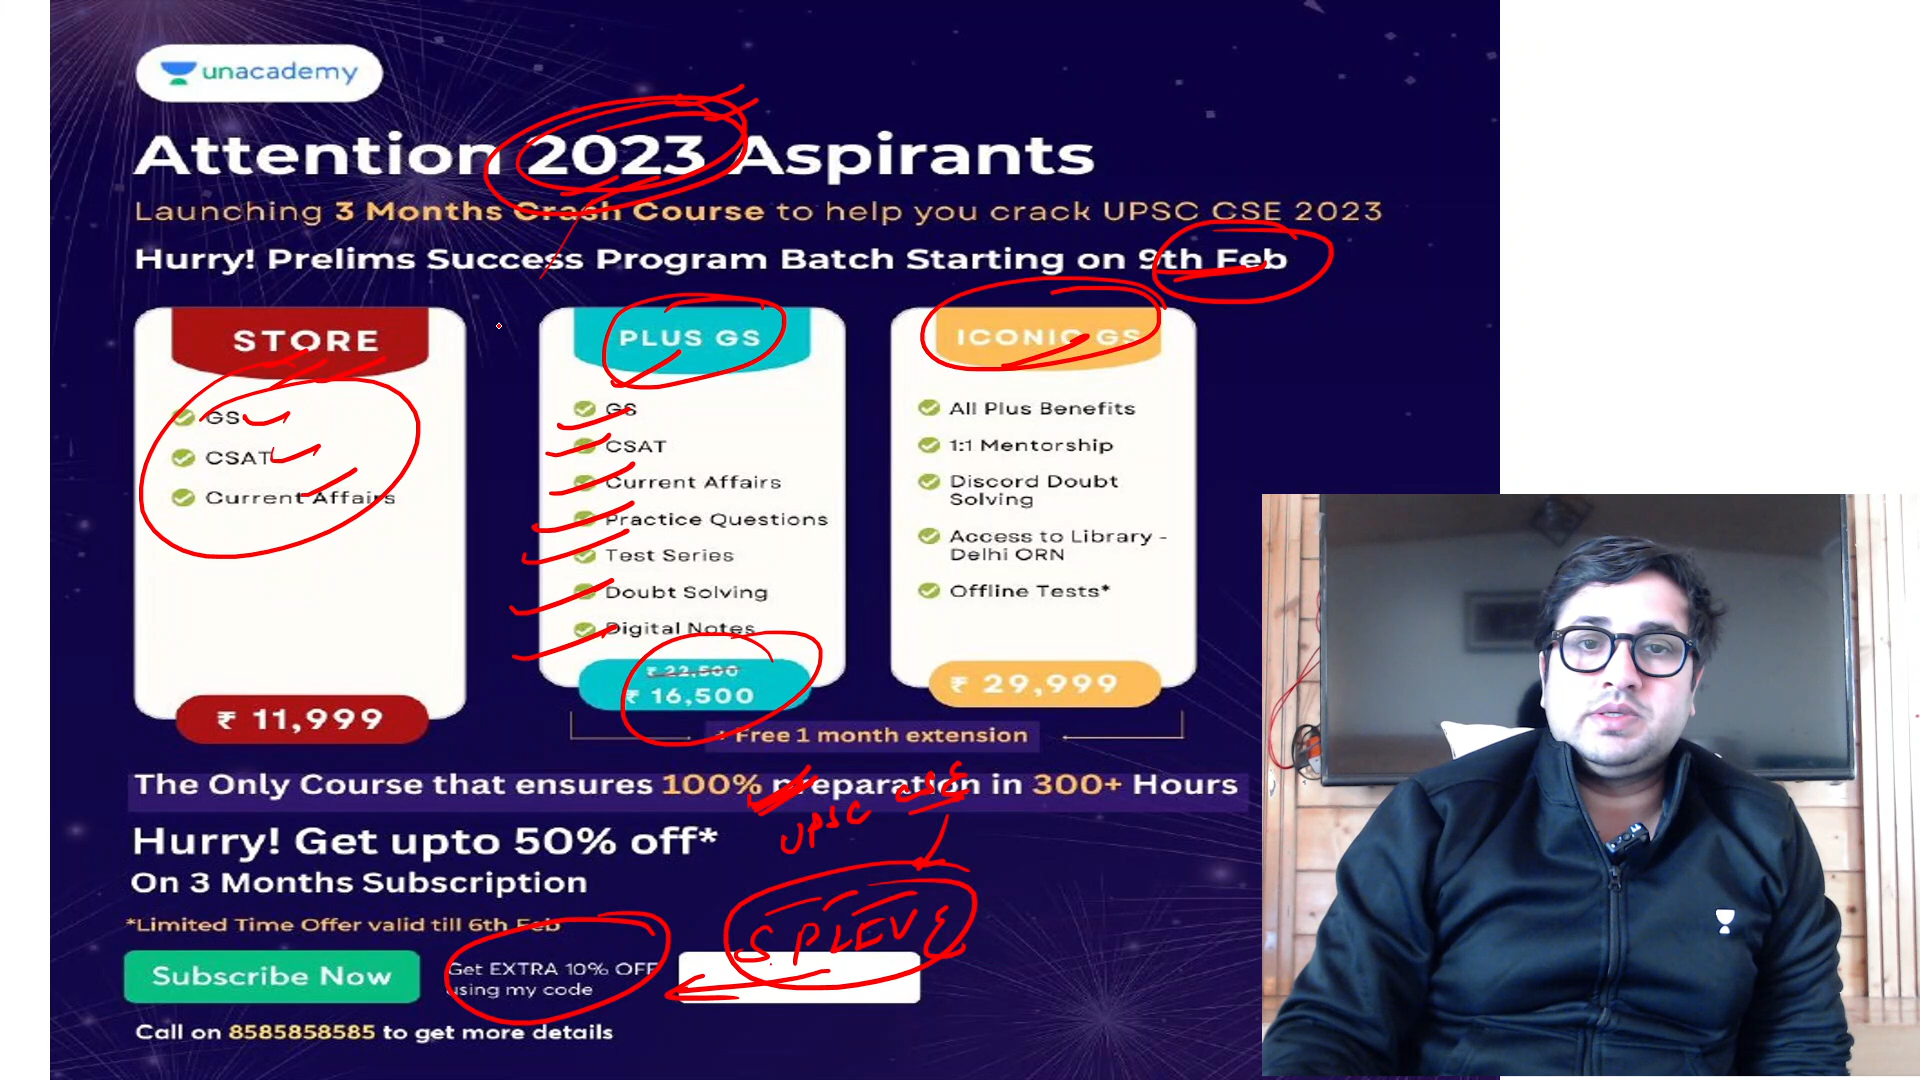 unacademy
Attention 2023 Aspirants
Launching 3 Months Crash Course to help you crack UPSC CSE 2023
Hurry! Prelims Success Program Batch Starting on 9th Feb
STORE
GS
CSAT
Current Affairs
₹ 11,999
PLUS GS
GS
CSAT
Current Affairs
Practice Questions
Test Series
Doubt Solving
Digital Notes
₹ 22,500
₹ 16,500
ICONIC GS
All Plus Benefits
1:1 Mentorship
Discord Doubt
Solving
Access to Library -
Delhi ORN
Offline Tests*
₹ 29,999
+ Free 1 month extension
The Only Course that ensures 100% preparation in 300+ Hours
UPSC CSE
Hurry! Get upto 50% off*
On 3 Months Subscription
*Limited Time Offer valid till 6th Feb
Subscribe Now
Get EXTRA 10% OFF
using my code
SPLEVE
Call on 8585858585 to get more details